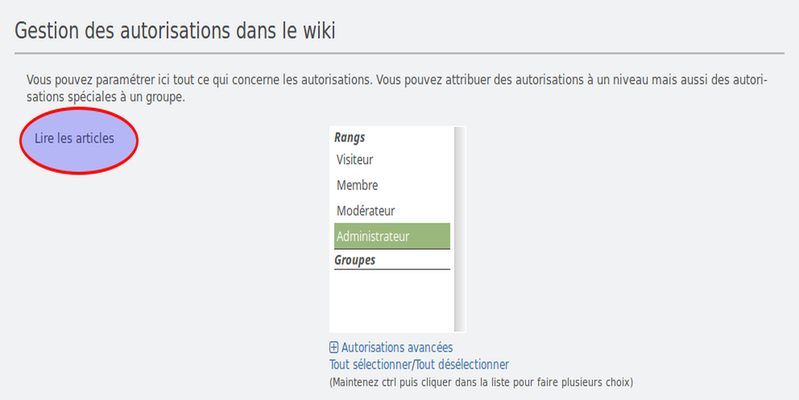 Gestion des autorisations dans le wiki
Vous pouvez paramétrer ici tout ce qui concerne les autorisations. Vous pouvez attribuer des autorisations à un niveau mais aussi des autori-
sations spéciales à un groupe.
Lire les articles
Rangs
Visiteur
Membre
Modérateur
Administrateur
Groupes
Autorisations avancées
Tout sélectionner/Tout désélectionner
(Maintenez ctrl puis cliquer dans la liste pour faire plusieurs choix)